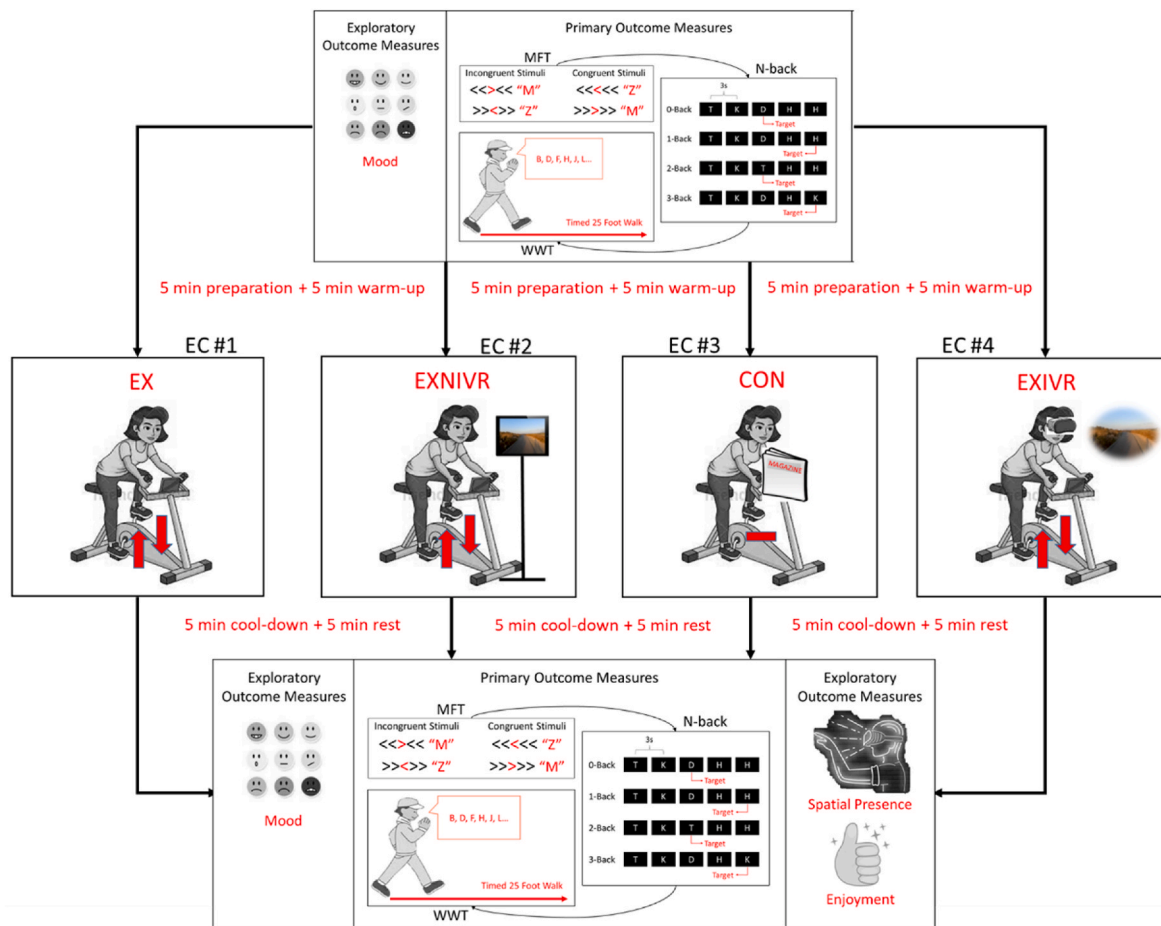 Exploratory
Outcome Measures
Mood
Primary Outcome Measures
MFT
Incongruent Stimuli
<<><< “M”
>><>> “Z”
Congruent Stimuli
<<<<< “Z”
>>>>> “M”
N-back
3s
0-Back T K D H H
Target
1-Back T K D H H
Target
2-Back T K T H H
Target
3-Back T K D H K
Target
B, D, F, H, J, L...
Timed 25 Foot Walk
WWT
5 min preparation + 5 min warm-up
5 min preparation + 5 min warm-up
5 min preparation + 5 min warm-up
EC #1
EX
EC #2
EXNIVR
EC #3
CON
MAGAZINE
EC #4
EXIVR
5 min cool-down + 5 min rest
5 min cool-down + 5 min rest
5 min cool-down + 5 min rest
Exploratory
Outcome Measures
Mood
Primary Outcome Measures
MFT
Incongruent Stimuli
<<><< “M”
>><>> “Z”
Congruent Stimuli
<<<<< “Z”
>>>>> “M”
N-back
3s
0-Back T K D H H
Target
1-Back T K D H H
Target
2-Back T K T H H
Target
3-Back T K D H K
Target
B, D, F, H, J, L...
Timed 25 Foot Walk
WWT
Exploratory
Outcome Measures
Spatial Presence
Enjoyment